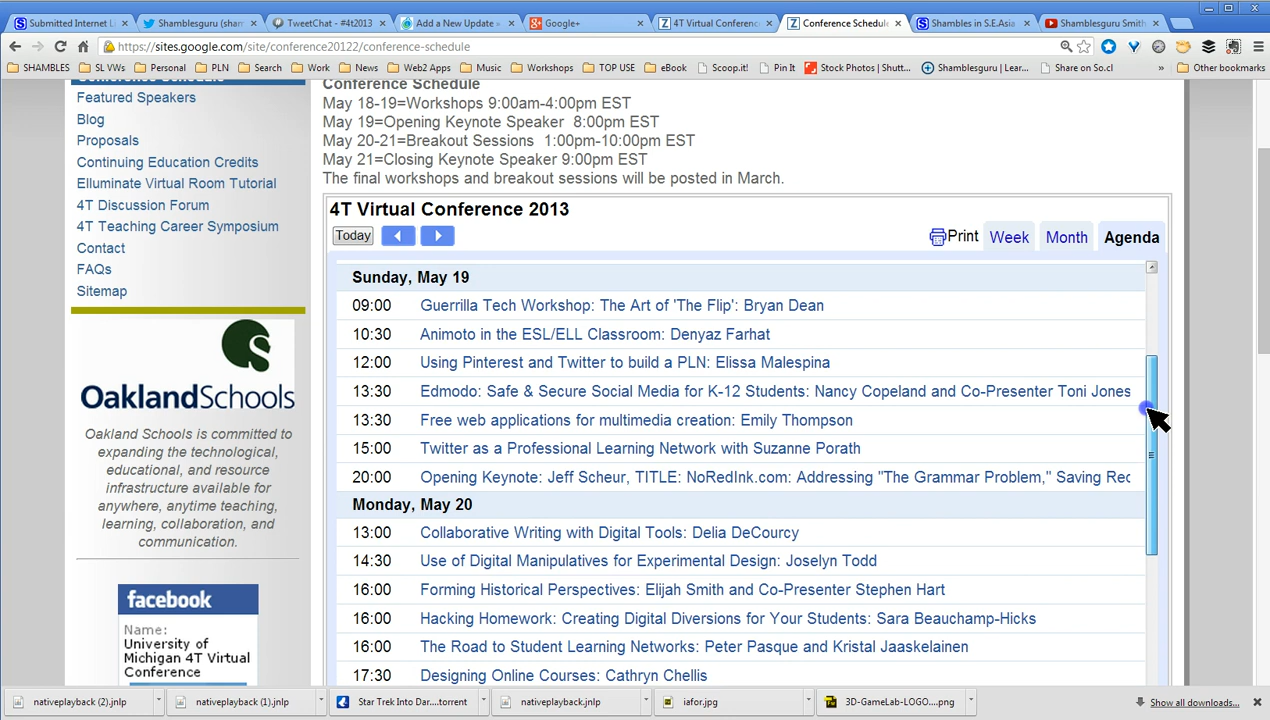 Submitted Internet Li
Shamblesguru (sham
TweetChat - #4t2013
Add a New Update »
Google+
4T Virtual Conferenc
Conference Schedule
Shambles in S.E.Asia
Shamblesguru Smith
https://sites.google.com/site/conference20122/conference-schedule
SHAMBLES
SL VWs
Personal
PLN
Search
Work
News
Web2 Apps
Music
Workshops
TOP USE
eBook
Scoop.it!
Pin It
Stock Photos | Shutt...
Shamblesguru | Lear...
Share on So.cl
»
Other bookmarks
Conference Schedule
Featured Speakers
Blog
Proposals
Continuing Education Credits
Elluminate Virtual Room Tutorial
4T Discussion Forum
4T Teaching Career Symposium
Contact
FAQs
Sitemap
OaklandSchools
Oakland Schools is committed to
expanding the technological,
educational, and resource
infrastructure available for
anywhere, anytime teaching,
learning, collaboration, and
communication.
facebook
Name:
University of
Michigan 4T Virtual
Conference
Conference Schedule
May 18-19=Workshops 9:00am-4:00pm EST
May 19=Opening Keynote Speaker 8:00pm EST
May 20-21=Breakout Sessions 1:00pm-10:00pm EST
May 21=Closing Keynote Speaker 9:00pm EST
The final workshops and breakout sessions will be posted in March.
4T Virtual Conference 2013
Today
Print
Week
Month
Agenda
Sunday, May 19
09:00 Guerrilla Tech Workshop: The Art of 'The Flip': Bryan Dean
10:30 Animoto in the ESL/ELL Classroom: Denyaz Farhat
12:00 Using Pinterest and Twitter to build a PLN: Elissa Malespina
13:30 Edmodo: Safe & Secure Social Media for K-12 Students: Nancy Copeland and Co-Presenter Toni Jones
13:30 Free web applications for multimedia creation: Emily Thompson
15:00 Twitter as a Professional Learning Network with Suzanne Porath
20:00 Opening Keynote: Jeff Scheur, TITLE: NoRedInk.com: Addressing "The Grammar Problem," Saving Rec
Monday, May 20
13:00 Collaborative Writing with Digital Tools: Delia DeCourcy
14:30 Use of Digital Manipulatives for Experimental Design: Joselyn Todd
16:00 Forming Historical Perspectives: Elijah Smith and Co-Presenter Stephen Hart
16:00 Hacking Homework: Creating Digital Diversions for Your Students: Sara Beauchamp-Hicks
16:00 The Road to Student Learning Networks: Peter Pasque and Kristal Jaaskelainen
17:30 Designing Online Courses: Cathryn Chellis
nativeplayback (2).jnlp
nativeplayback (1).jnlp
Star Trek Into Dar....torrent
nativeplayback.jnlp
iafor.jpg
3D-GameLab-LOGO....png
Show all downloads...